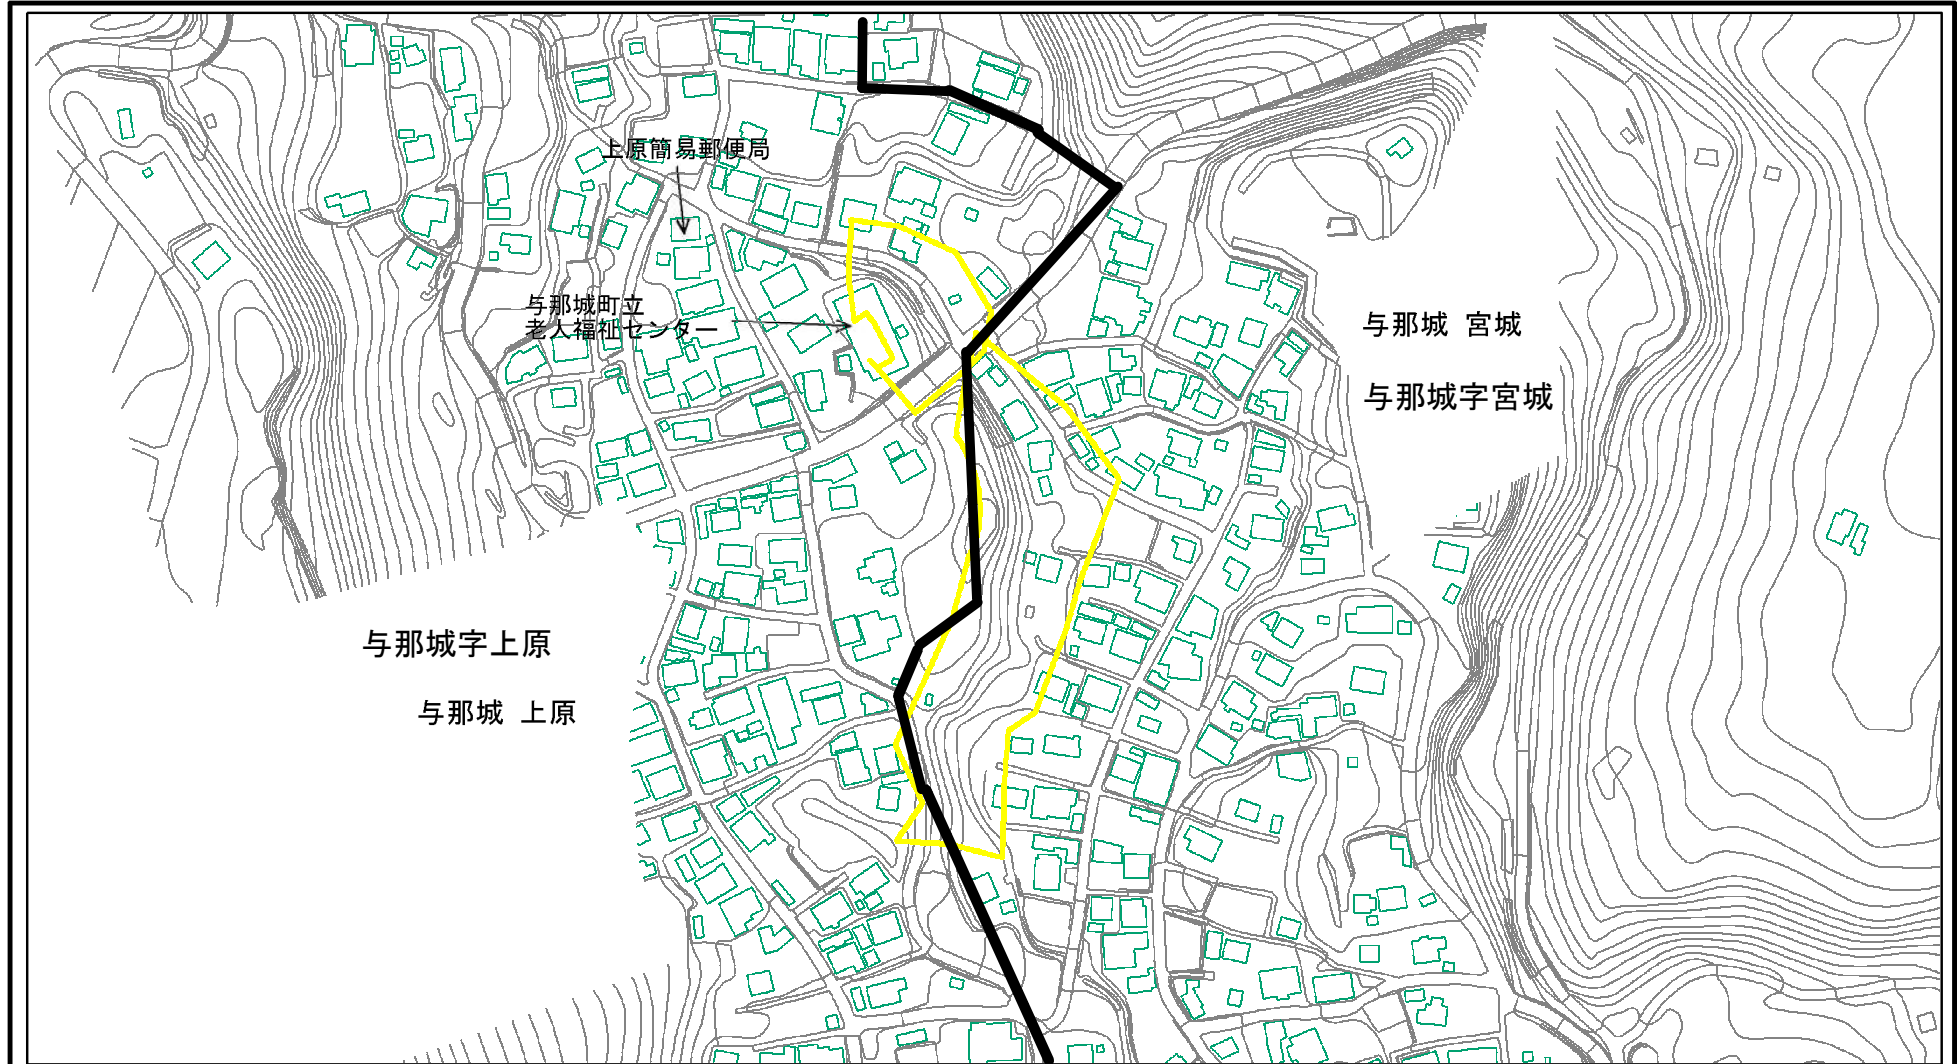 上原簡易郵便局
与那城町立
老人福祉センター
与那城 宮城
与那城字宮城
与那城字上原
与那城 上原